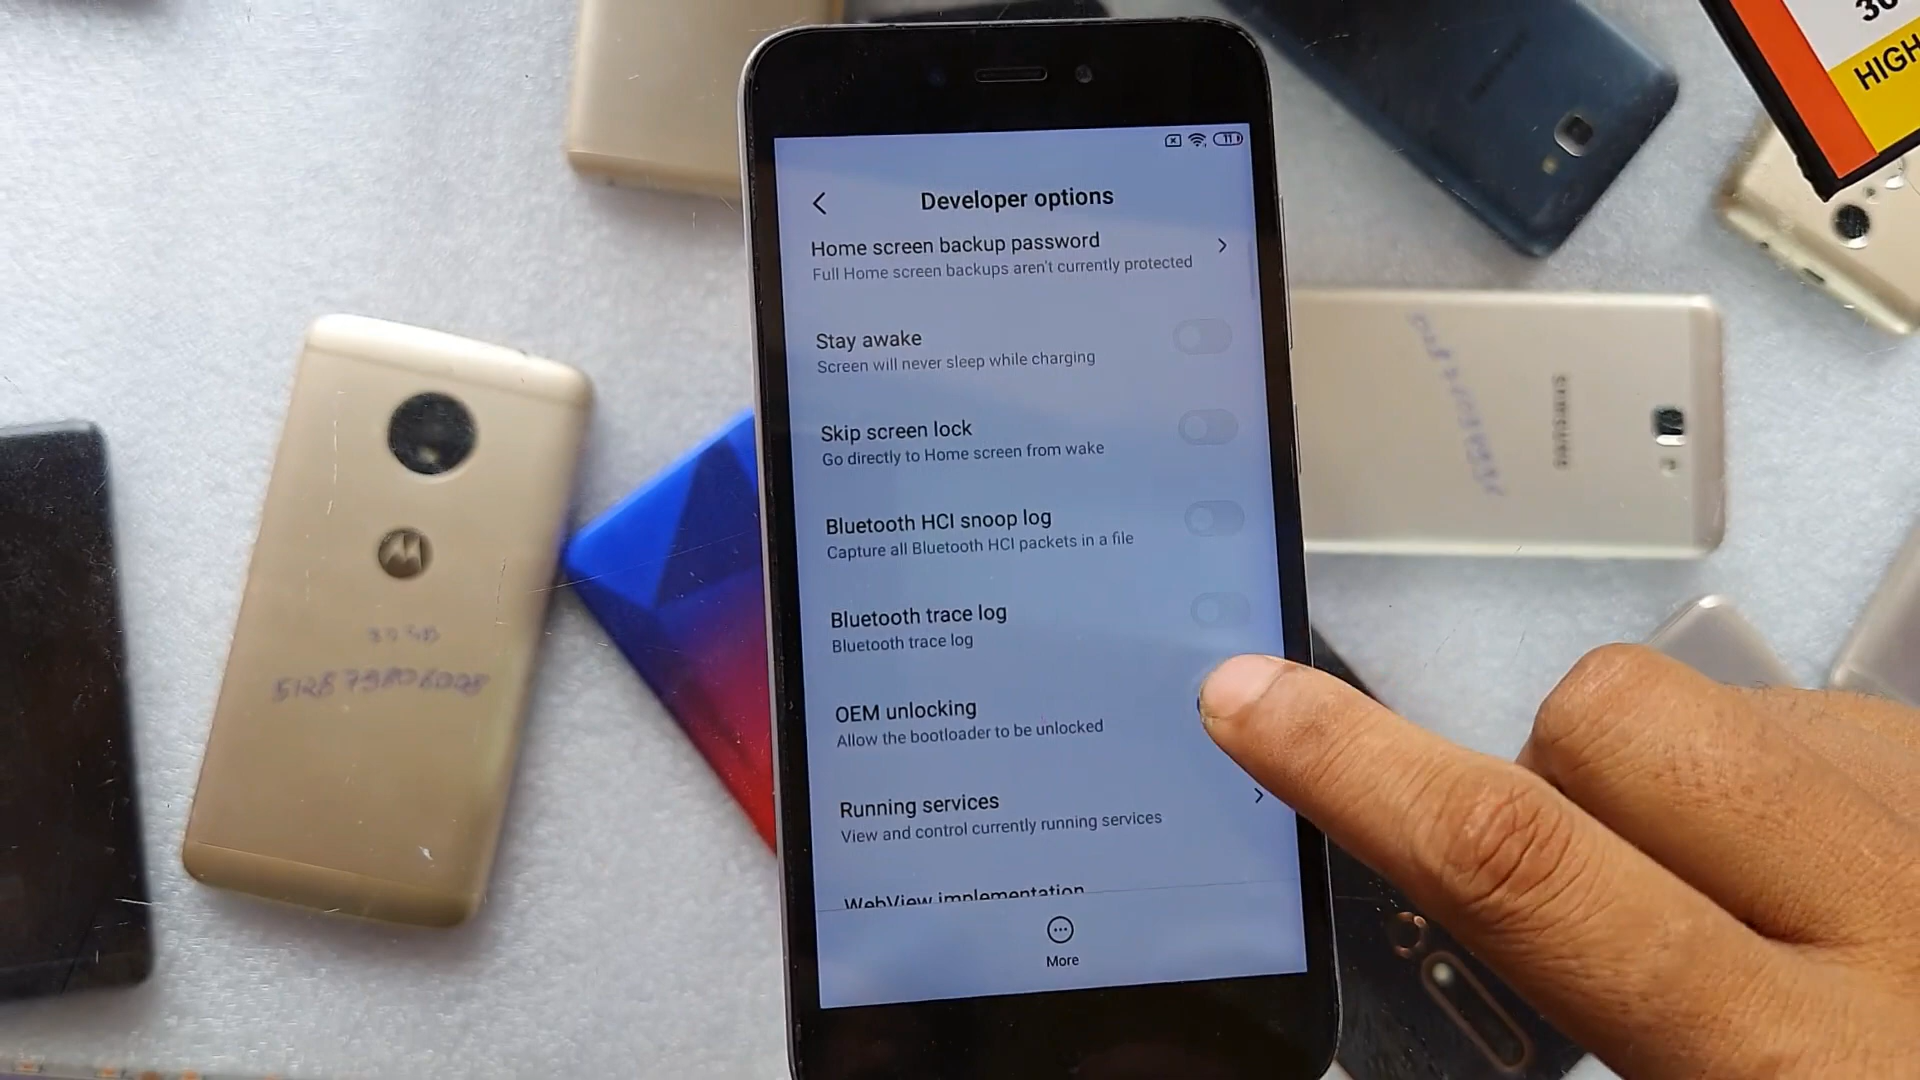 30
HIGH
11
Developer options
Home screen backup password
Full Home screen backups aren't currently protected
Stay awake
Screen will never sleep while charging
Skip screen lock
Go directly to Home screen from wake
Bluetooth HCI snoop log
Capture all Bluetooth HCI packets in a file
Bluetooth trace log
Bluetooth trace log
OEM unlocking
Allow the bootloader to be unlocked
Running services
View and control currently running services
WebView implementation
More
SAMSUNG